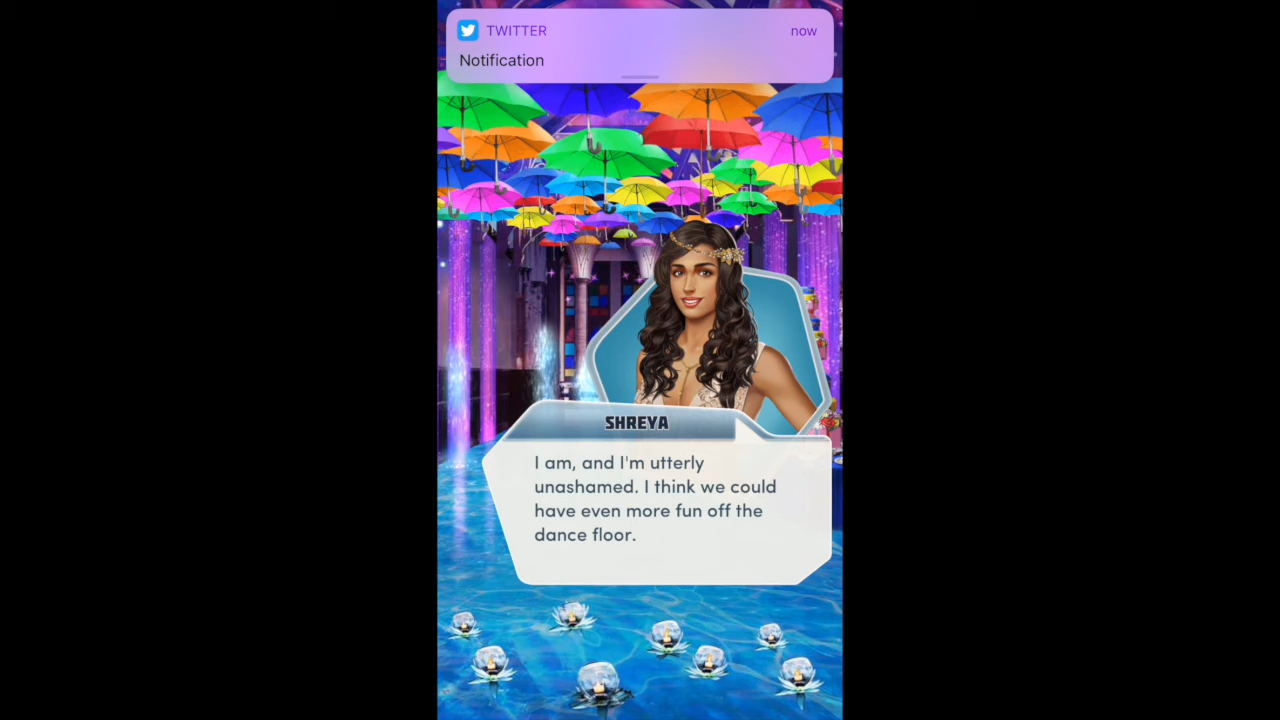 TWITTER now
Notification
SHREYA
I am, and I'm utterly
unashamed. I think we could
have even more fun off the
dance floor.